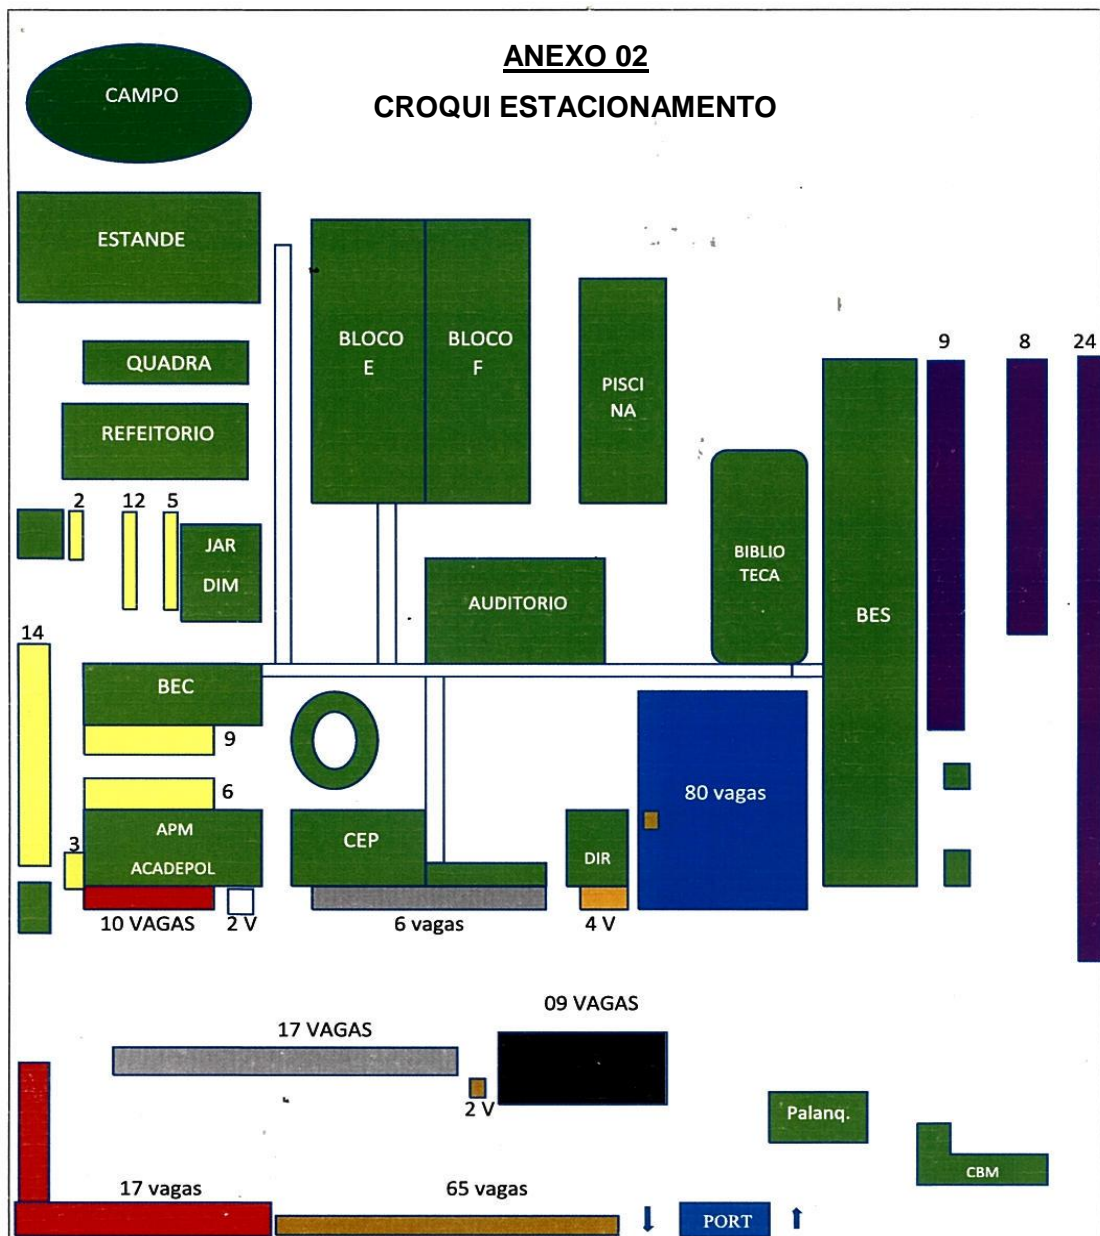 ANEXO 02
CROQUI ESTACIONAMENTO
CAMPO
ESTANDE
QUADRA
REFEITORIO
BLOCO
E
BLOCO
F
PISCI
NA
9
8
24
2
12
5
JAR
DIM
BIBLIO
TECA
AUDITORIO
BES
14
BEC
9
6
80 vagas
APM
ACADEPOL
3
CEP
DIR
10 VAGAS
2 V
6 vagas
4 V
09 VAGAS
17 VAGAS
2 V
Palanq.
CBM
17 vagas
65 vagas
PORT